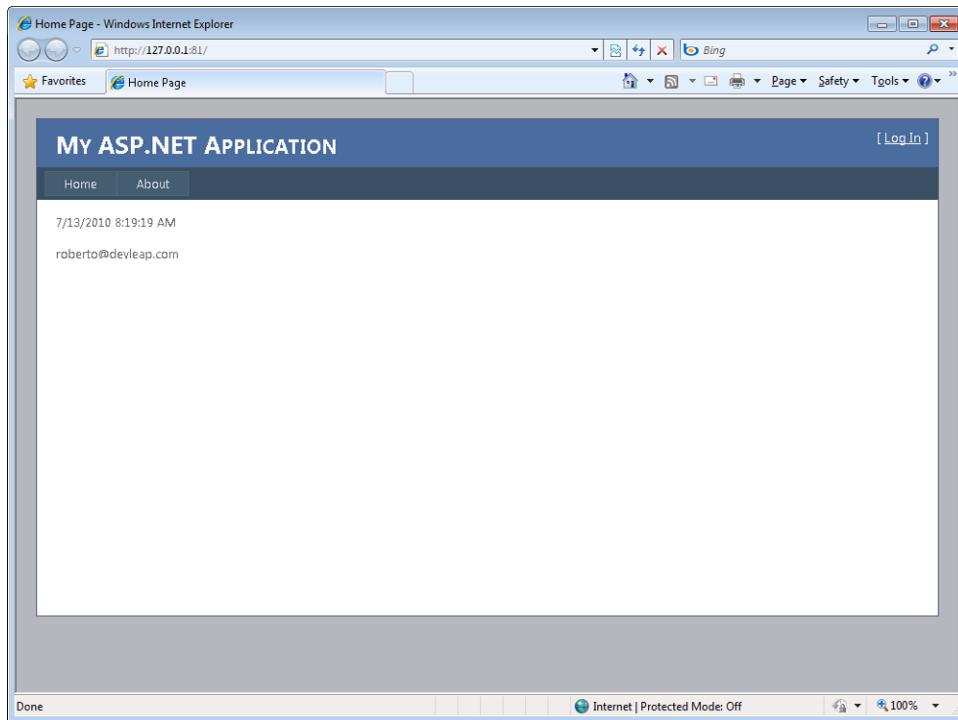 Home Page - Windows Internet Explorer
http://127.0.0.1:81/
Bing
Favorites
Home Page
Page
Safety
Tools
MY ASP.NET APPLICATION
[ Log In ]
Home
About
7/13/2010 8:19:19 AM
roberto@devleap.com
Done
Internet | Protected Mode: Off
100%